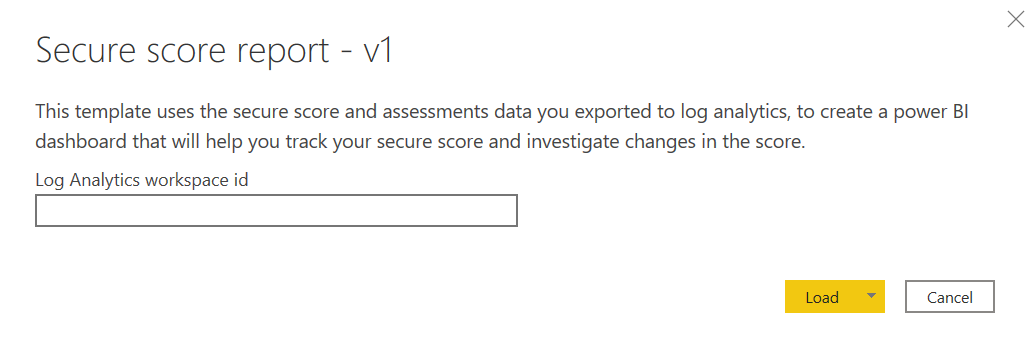 Secure score report - v1
This template uses the secure score and assessments data you exported to log analytics, to create a power BI
dashboard that will help you track your secure score and investigate changes in the score.
Log Analytics workspace id
Load
Cancel